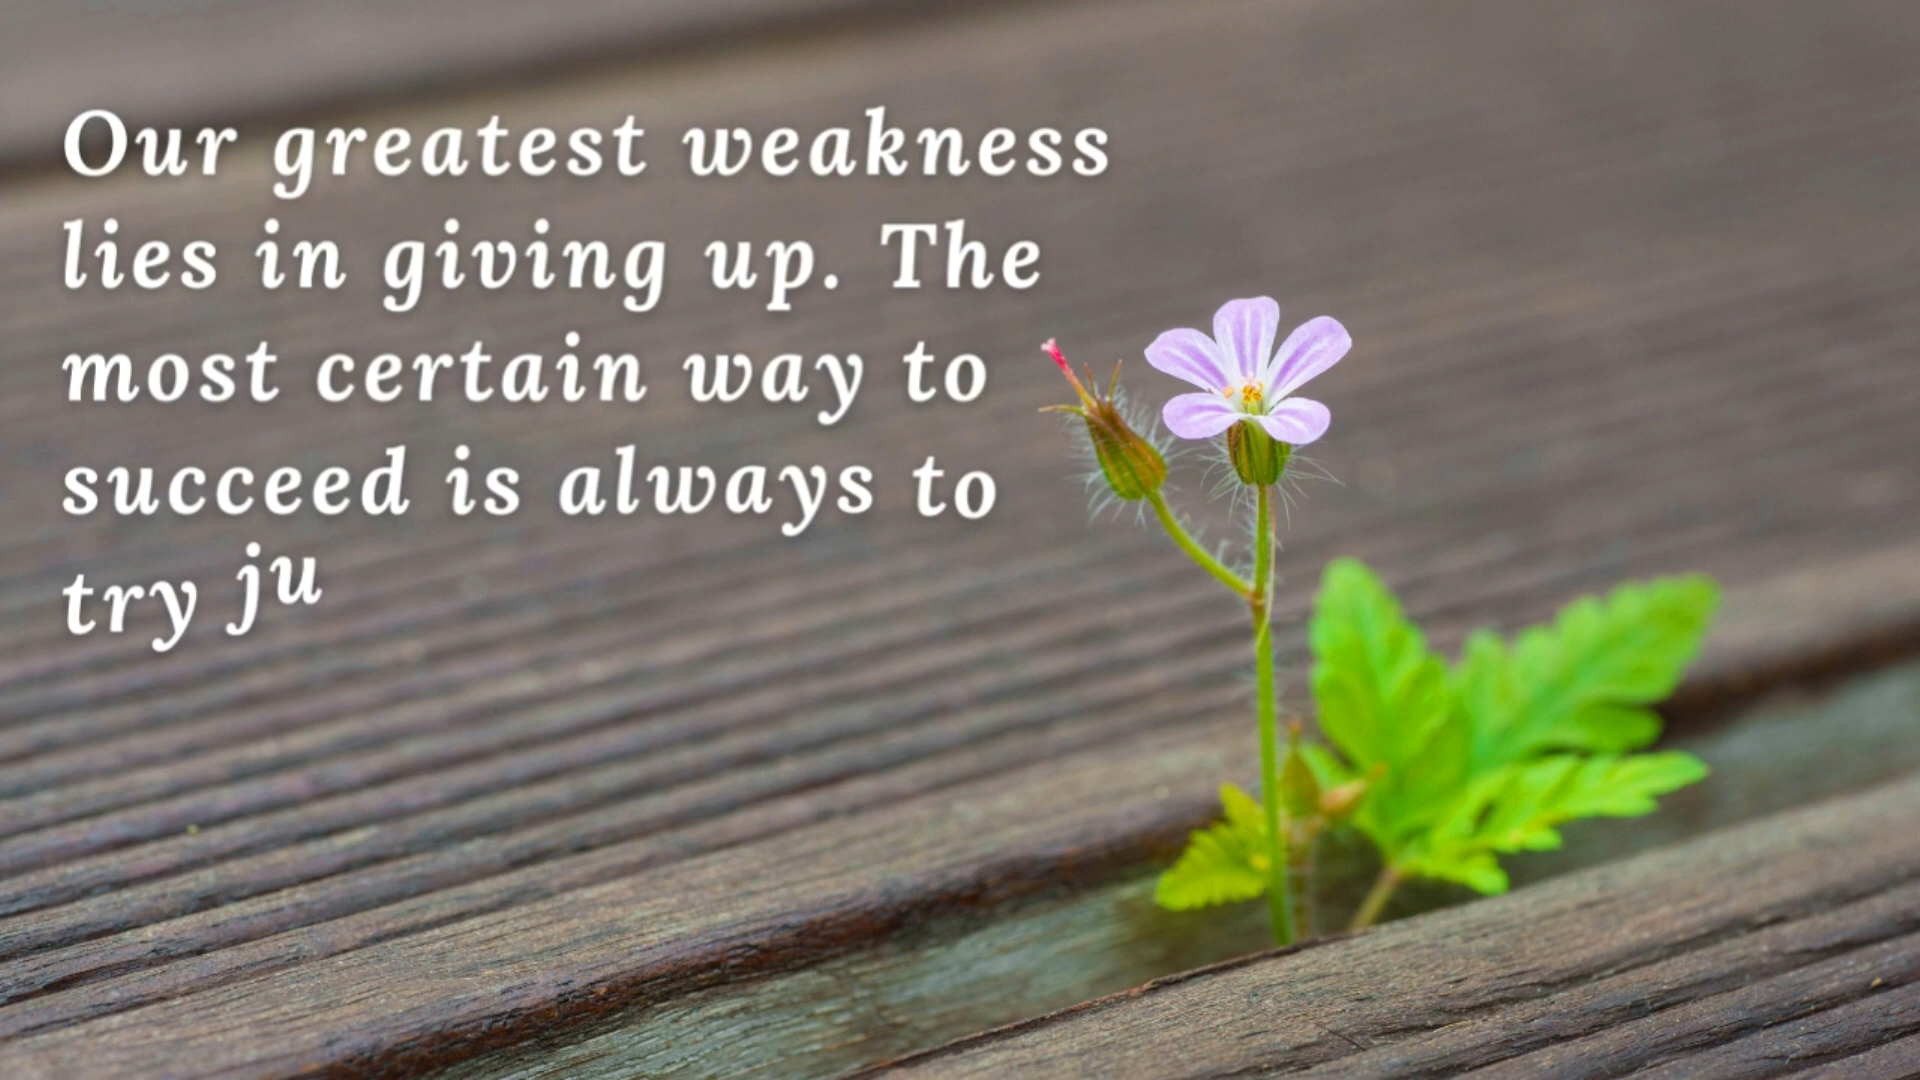 Our greatest weakness
lies in giving up. The
most certain way to
succeed is always to
try ju